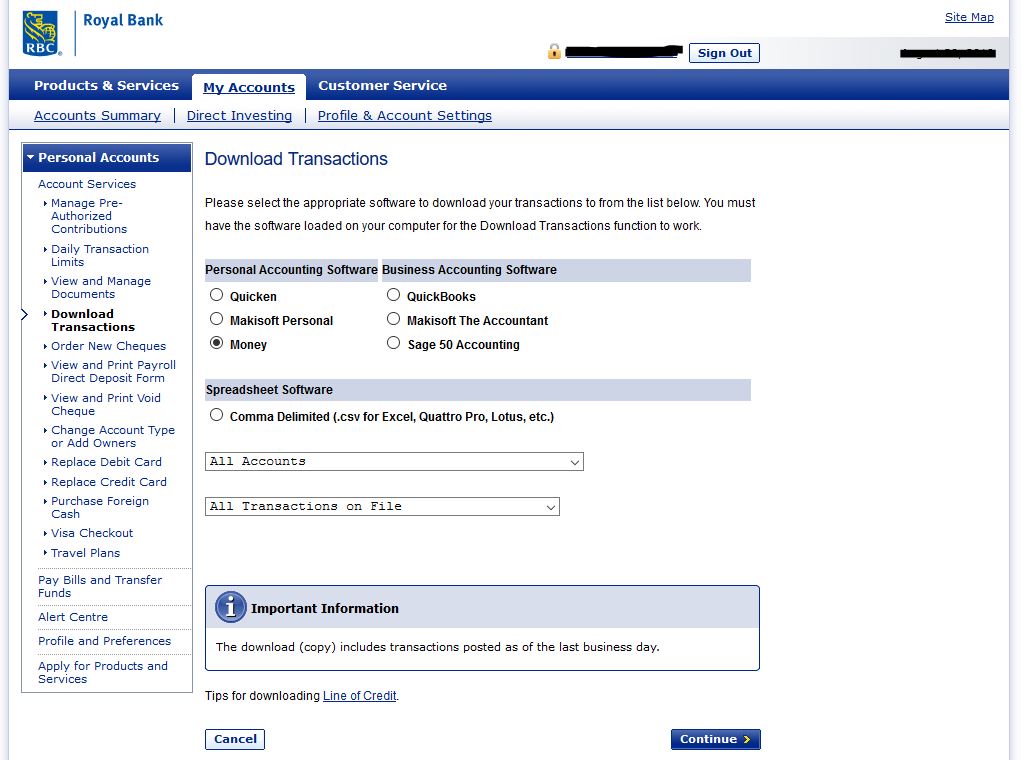 Royal Bank
RBC
Site Map
Sign Out
Products & Services
My Accounts
Customer Service
Accounts Summary
Direct Investing
Profile & Account Settings
Personal Accounts
Account Services
Manage Pre-
Authorized
Contributions
Daily Transaction
Limits
View and Manage
Documents
Download
Transactions
Order New Cheques
View and Print Payroll
Direct Deposit Form
View and Print Void
Cheque
Change Account Type
or Add Owners
Replace Debit Card
Replace Credit Card
Purchase Foreign
Cash
Visa Checkout
Travel Plans
Pay Bills and Transfer
Funds
Alert Centre
Profile and Preferences
Apply for Products and
Services
Download Transactions
Please select the appropriate software to download your transactions to from the list below. You must
have the software loaded on your computer for the Download Transactions function to work.
Personal Accounting Software Business Accounting Software
Quicken QuickBooks
Makisoft Personal Makisoft The Accountant
Money Sage 50 Accounting
Spreadsheet Software
Comma Delimited (.csv for Excel, Quattro Pro, Lotus, etc.)
All Accounts
All Transactions on File
Important Information
The download (copy) includes transactions posted as of the last business day.
Tips for downloading Line of Credit.
Cancel
Continue